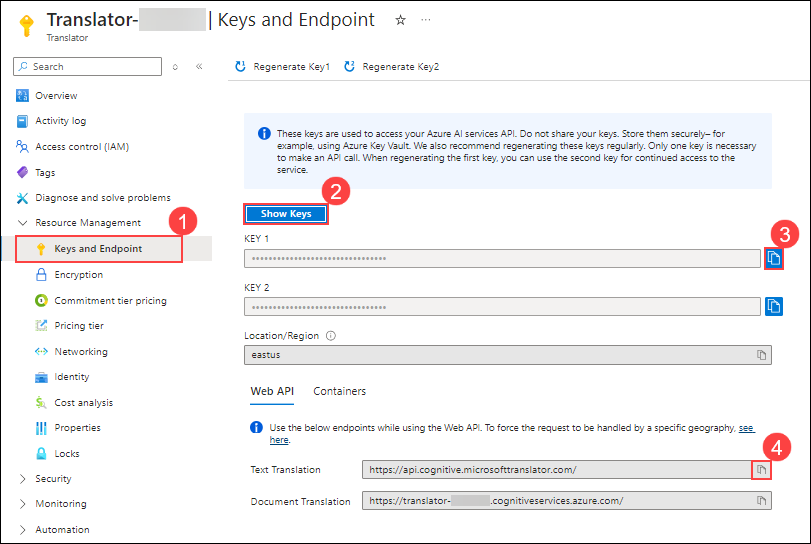 Translator- | Keys and Endpoint
Translator
Search
Regenerate Key1
Regenerate Key2
Overview
Activity log
Access control (IAM)
Tags
Diagnose and solve problems
Resource Management
1
Keys and Endpoint
Encryption
Commitment tier pricing
Pricing tier
Networking
Identity
Cost analysis
Properties
Locks
Security
Monitoring
Automation
These keys are used to access your Azure AI services API. Do not share your keys. Store them securely– for
example, using Azure Key Vault. We also recommend regenerating these keys regularly. Only one key is necessary
to make an API call. When regenerating the first key, you can use the second key for continued access to the
service.
2
Show Keys
KEY 1
3
KEY 2
Location/Region
eastus
Web API
Containers
Use the below endpoints while using the Web API. To force the request to be handled by a specific geography, see
here.
4
Text Translation
https://api.cognitive.microsofttranslator.com/
Document Translation
https://translator- .cognitiveservices.azure.com/